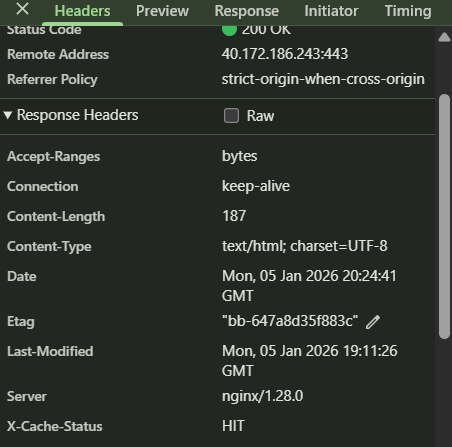 Headers Preview Response Initiator Timing
Status Code 200 OK
Remote Address 40.172.186.243:443
Referrer Policy strict-origin-when-cross-origin
Response Headers Raw
Accept-Ranges bytes
Connection keep-alive
Content-Length 187
Content-Type text/html; charset=UTF-8
Date Mon, 05 Jan 2026 20:24:41
GMT
Etag "bb-647a8d35f883c"
Last-Modified Mon, 05 Jan 2026 19:11:26
GMT
Server nginx/1.28.0
X-Cache-Status HIT